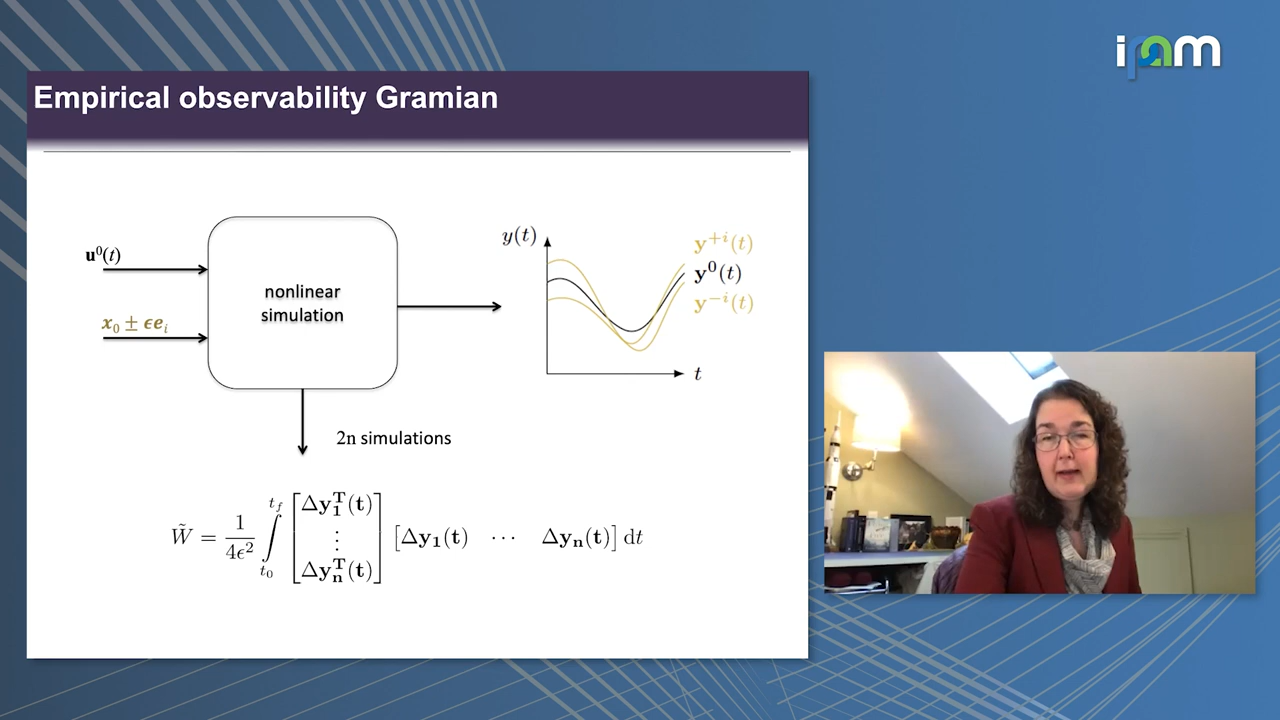 ipam
Empirical observability Gramian
u⁰(t)
x₀ ± ϵeᵢ
nonlinear
simulation
y(t)
y⁺ⁱ(t)
y⁰(t)
y⁻ⁱ(t)
t
2n simulations
W̃ = 1/(4ϵ²) ∫_{t₀}^{t_f} [Δy₁ᵀ(t) ⋮ Δyₙᵀ(t)] [Δy₁(t) ⋯ Δyₙ(t)] dt